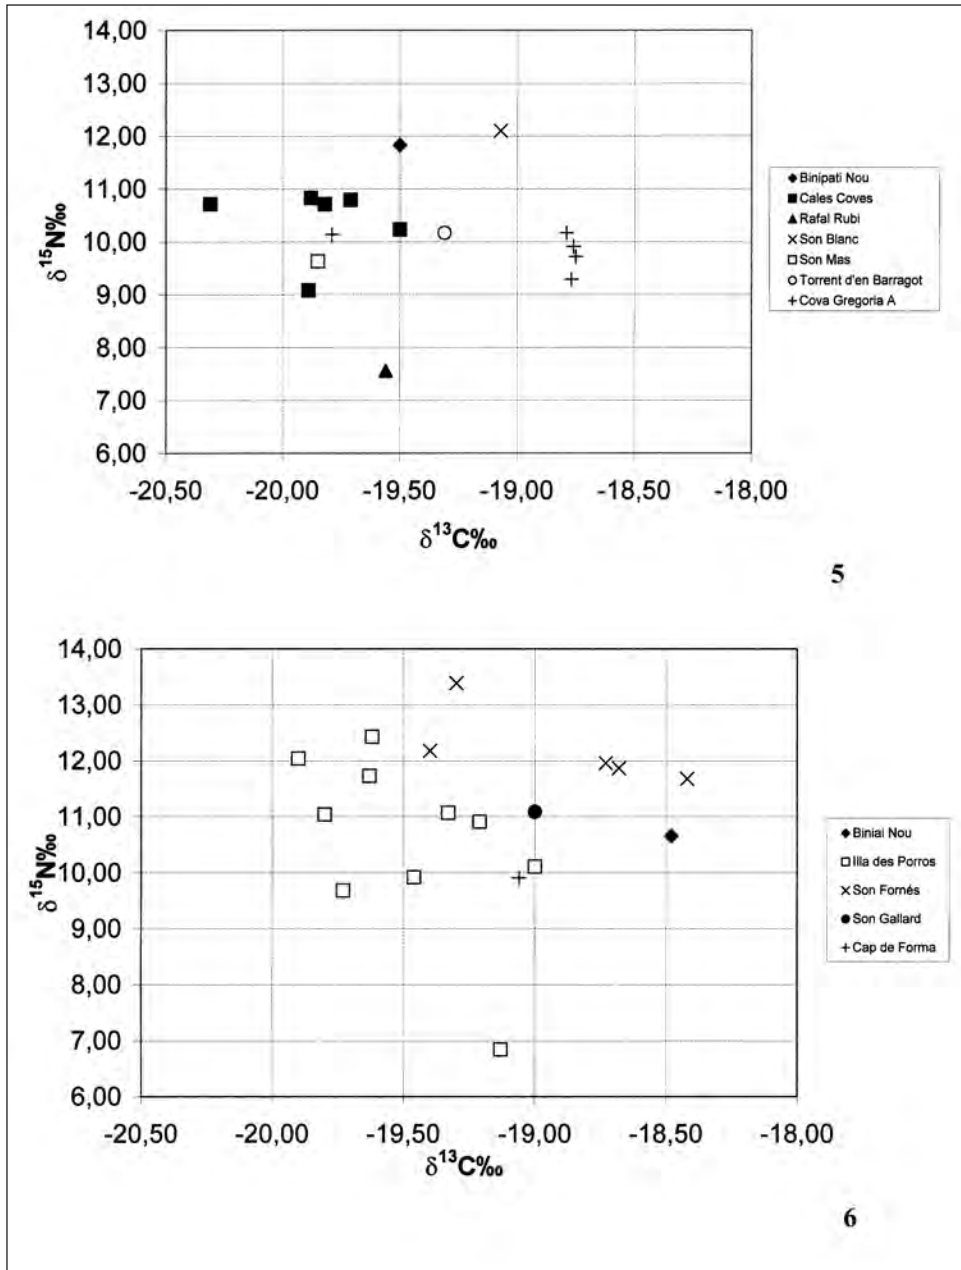 14,00
13,00
12,00
11,00
10,00
9,00
8,00
7,00
6,00
δ15N‰
-20,50 -20,00 -19,50 -19,00 -18,50 -18,00
δ13C‰
Binipati Nou
Cales Coves
Rafal Rubi
Son Blanc
Son Mas
Torrent d'en Barragot
Cova Gregoria A
5
14,00
13,00
12,00
11,00
10,00
9,00
8,00
7,00
6,00
δ15N‰
-20,50 -20,00 -19,50 -19,00 -18,50 -18,00
δ13C‰
Biniai Nou
Illa des Porros
Son Fornés
Son Gallard
Cap de Forma
6